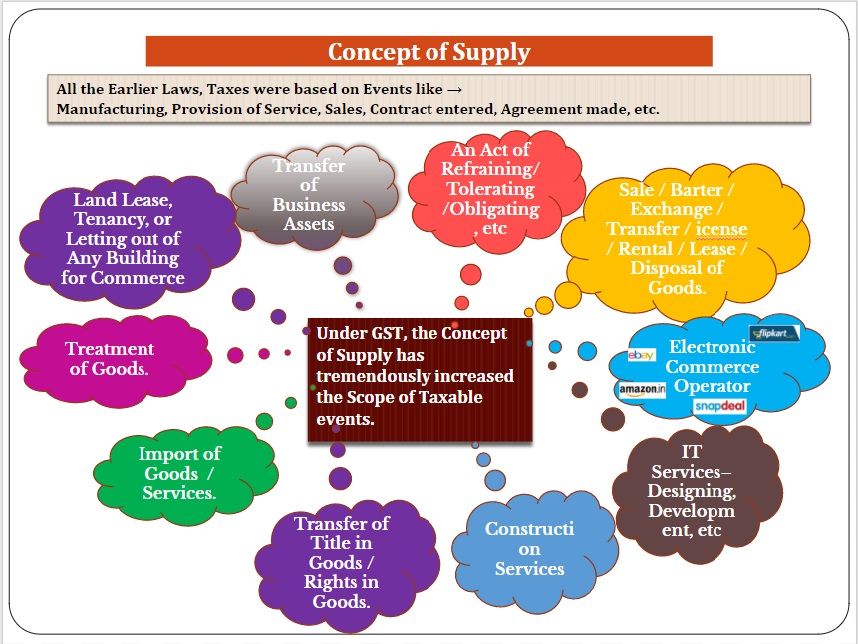 Concept of Supply
All the Earlier Laws, Taxes were based on Events like →
Manufacturing, Provision of Service, Sales, Contract entered, Agreement made, etc.
Transfer
of
Business
Assets
An Act of
Refraining/
Tolerating
/Obligating
, etc
Land Lease,
Tenancy, or
Letting out of
Any Building
for Commerce
Sale / Barter /
Exchange /
Transfer / icense
/ Rental / Lease /
Disposal of
Goods.
Treatment
of Goods.
Under GST, the Concept
of Supply has
tremendously increased
the Scope of Taxable
events.
flipkart
ebay
amazon.in
snapdeal
Electronic
Commerce
Operator
Import of
Goods /
Services.
IT
Services–
Designing,
Developm
ent, etc
Transfer of
Title in
Goods /
Rights in
Goods.
Constructi
on
Services